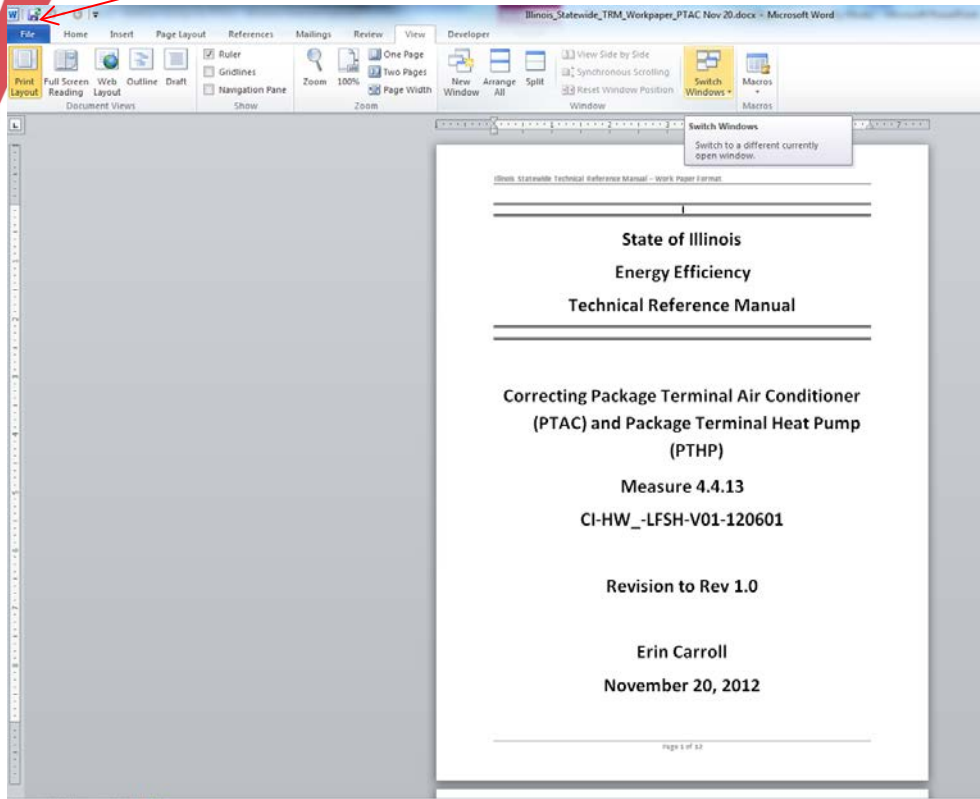 Illinois_Statewide_TRM_Workpaper_PTAC Nov 20.docx - Microsoft Word
File Home Insert Page Layout References Mailings Review View Developer
Print Layout
Full Screen Reading
Web Layout
Outline
Draft
Document Views
Ruler
Gridlines
Navigation Pane
Show
Zoom
100%
One Page
Two Pages
Page Width
Zoom
New Window
Arrange All
Split
View Side by Side
Synchronous Scrolling
Reset Window Position
Switch Windows
Window
Macros
Macros
Switch Windows
Switch to a different currently
open window.
Illinois Statewide Technical Reference Manual – Work Paper Format
State of Illinois
Energy Efficiency
Technical Reference Manual
Correcting Package Terminal Air Conditioner
(PTAC) and Package Terminal Heat Pump
(PTHP)
Measure 4.4.13
CI-HW_-LFSH-V01-120601
Revision to Rev 1.0
Erin Carroll
November 20, 2012
Page 1 of 12